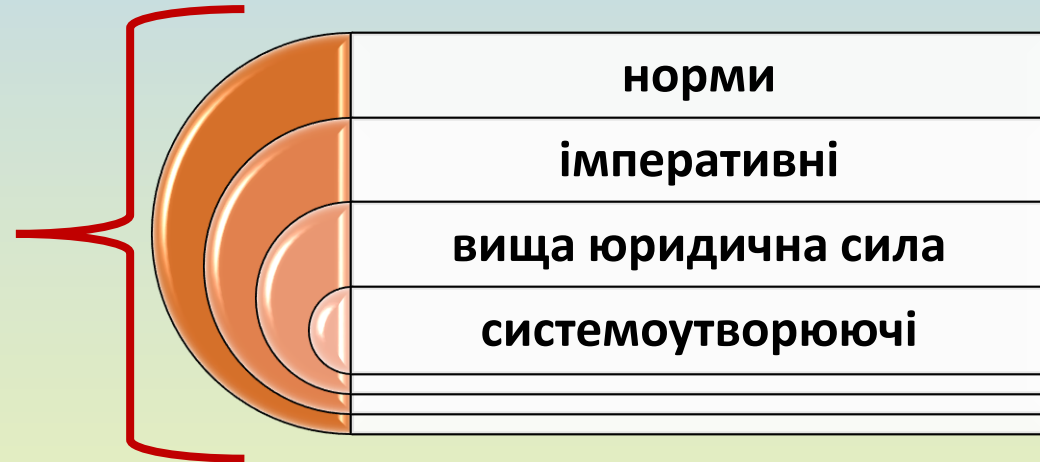 норми
імперативні
вища юридична сила
системоутворюючі